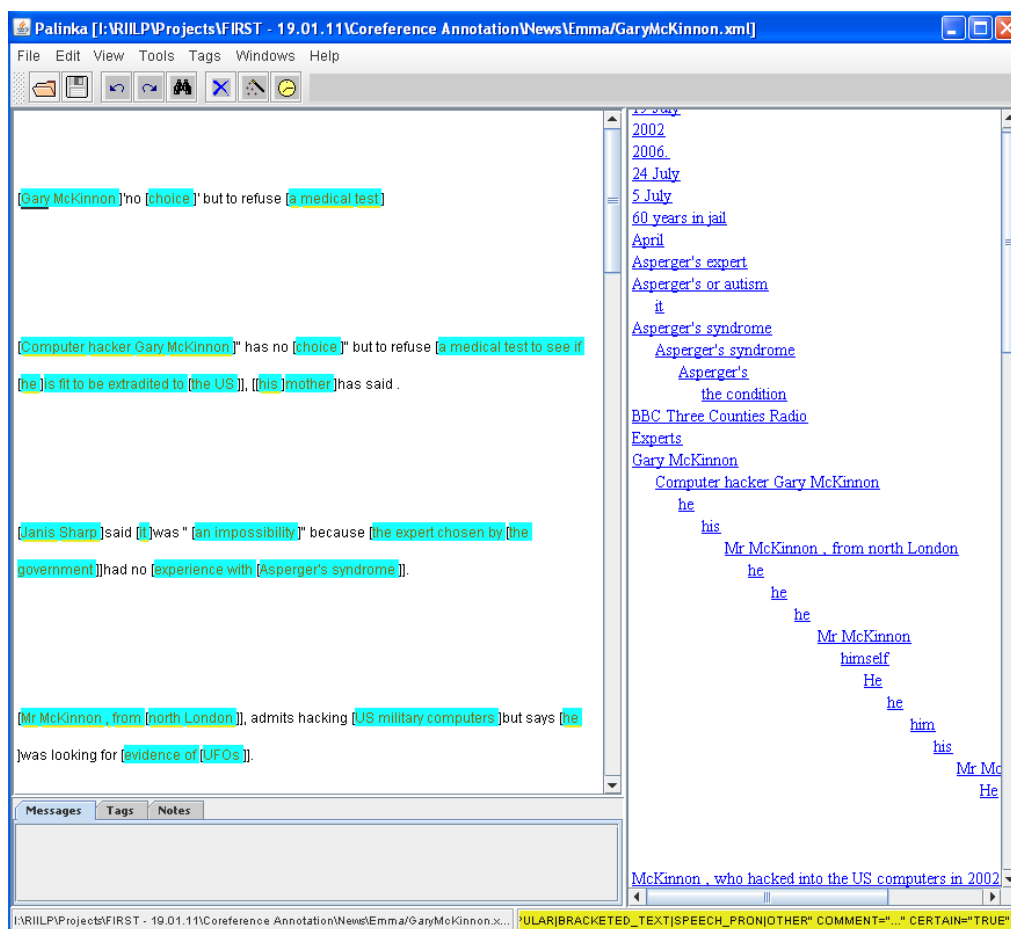 Palinka [I:\RIILP\Projects\FIRST - 19.01.11\Coreference Annotation\News\Emma/GaryMcKinnon.xml]
File Edit View Tools Tags Windows Help
[Gary McKinnon ]'no [choice ]' but to refuse [a medical test]
[Computer hacker Gary McKinnon ]" has no [choice ]" but to refuse [a medical test to see if
[he ]is fit to be extradited to [the US ]], [[his ]mother ]has said .
[Janis Sharp ]said [it ]was " [an impossibility ]" because [the expert chosen by [the
government ]]had no [experience with [Asperger's syndrome ]].
[Mr McKinnon , from [north London ]], admits hacking [US military computers ]but says [he
]was looking for [evidence of [UFOs ]].
19 July
2002
2006.
24 July
5 July
60 years in jail
April
Asperger's expert
Asperger's or autism
it
Asperger's syndrome
Asperger's syndrome
Asperger's
the condition
BBC Three Counties Radio
Experts
Gary McKinnon
Computer hacker Gary McKinnon
he
his
Mr McKinnon , from north London
he
he
he
Mr McKinnon
himself
He
he
him
his
Mr Mc
He
McKinnon , who hacked into the US computers in 2002
Messages Tags Notes
I:\RIILP\Projects\FIRST - 19.01.11\Coreference Annotation\News\Emma/GaryMcKinnon.x... ULAR|BRACKETED_TEXT|SPEECH_PRON|OTHER" COMMENT="..." CERTAIN="TRUE"